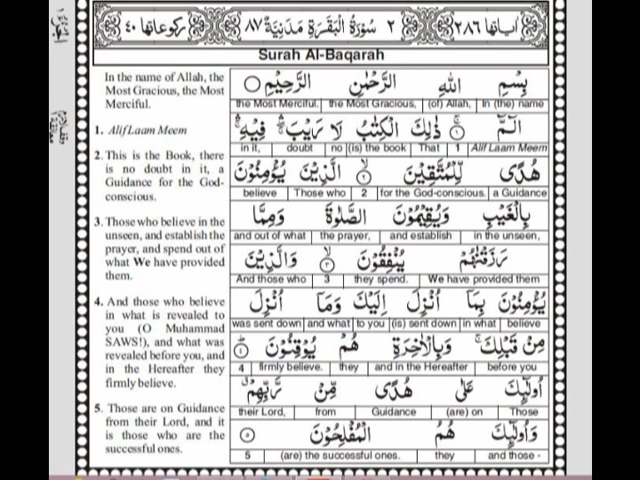 اٰیاتها ٢٨٦ ٢ سُوْرَةُ الْبَقَرَةِ مَدَنِيَّةٌ ٨٧ رکوعاتها ٤٠
Surah Al-Baqarah
In the name of Allah, the
Most Gracious, the Most
Merciful.
1. Alif Laam Meem
2. This is the Book, there
is no doubt in it, a
Guidance for the God-
conscious.
3. Those who believe in the
unseen, and establish the
prayer, and spend out of
what We have provided
them.
4. And those who believe
in what is revealed to
you (O Muhammad
SAWS!), and what was
revealed before you, and
in the Hereafter they
firmly believe.
5. Those are on Guidance
from their Lord, and it
is those who are the
successful ones.
بِسْمِ اللهِ الرَّحْمٰنِ الرَّحِيْمِ
the Most Merciful. the Most Gracious, (of) Allah, In (the) name
الٓمّٓ ١ ذٰلِكَ الْكِتٰبُ لَا رَيْبَ فِيْهِ
in it, doubt no (is) the book That 1 Alif Laam Meem
هُدًى لِّلْمُتَّقِيْنَ ٢ الَّذِيْنَ يُؤْمِنُوْنَ
believe Those who 2 for the God-conscious. a Guidance
بِالْغَيْبِ وَيُقِيْمُوْنَ الصَّلٰوةَ وَمِمَّا
and out of what the prayer, and establish in the unseen,
رَزَقْنٰهُمْ يُنْفِقُوْنَ ٣ وَالَّذِيْنَ
And those who 3 they spend. We have provided them
يُؤْمِنُوْنَ بِمَا أُنْزِلَ إِلَيْكَ وَمَا أُنْزِلَ
was sent down and what to you (is) sent down in what believe
مِنْ قَبْلِكَ وَبِالْاٰخِرَةِ هُمْ يُوْقِنُوْنَ ٤
4 firmly believe. they and in the Hereafter before you
أُولٰٓئِكَ عَلٰى هُدًى مِّنْ رَّبِّهِمْ
their Lord, from Guidance (are) on Those
وَأُولٰٓئِكَ هُمُ الْمُفْلِحُوْنَ ٥
5 (are) the successful ones. they and those -